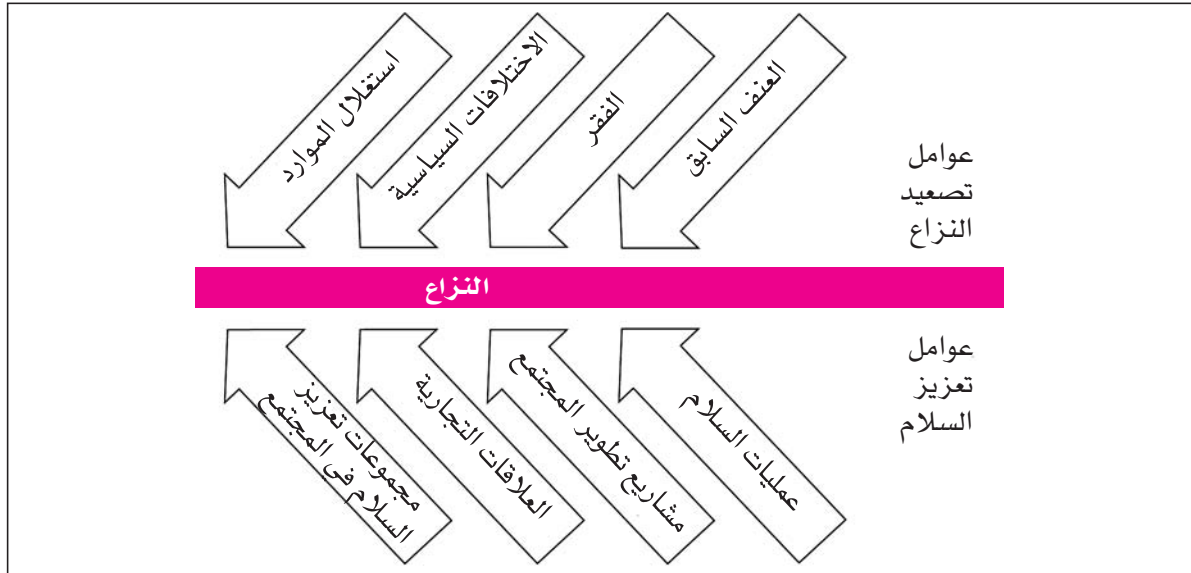 عوامل
تصعيد
النزاع
العنف السابق
الفقر
الاختلافات السياسية
استغلال الموارد
النزاع
عوامل
تعزيز
السلام
عمليات السلام
مشاريع تطوير المجتمع
العلاقات التجارية
مجموعات تعزيز
السلام في المجتمع